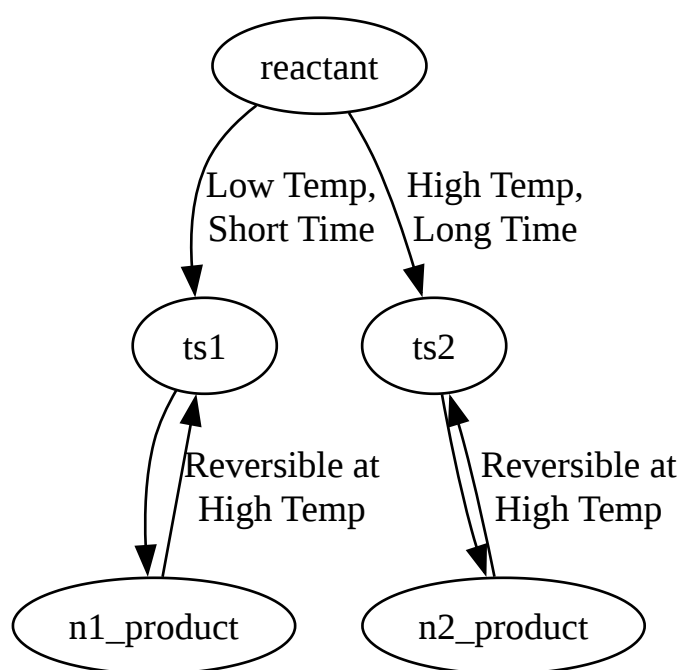 reactant
Low Temp,
Short Time
High Temp,
Long Time
ts1
ts2
Reversible at
High Temp
Reversible at
High Temp
n1_product
n2_product